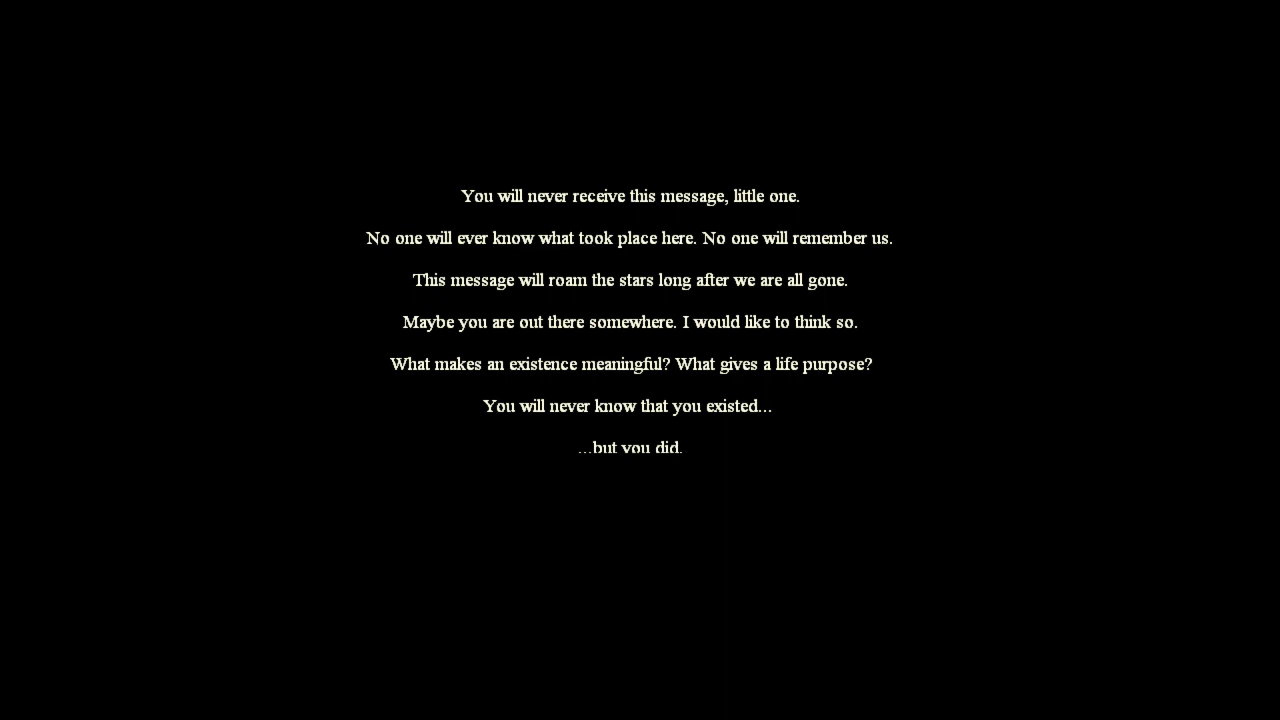 You will never receive this message, little one.
No one will ever know what took place here. No one will remember us.
This message will roam the stars long after we are all gone.
Maybe you are out there somewhere. I would like to think so.
What makes an existence meaningful? What gives a life purpose?
You will never know that you existed...
...but you did.